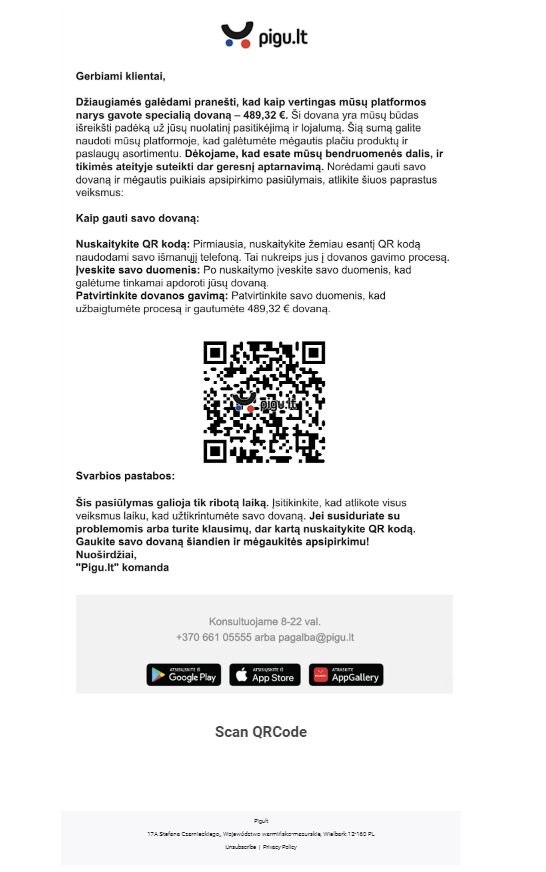 pigu.lt
Gerbiami klientai,
Džiaugiamės galėdami pranešti, kad kaip vertingas mūsų platformos
narys gavote specialią dovaną – 489,32 €. Ši dovana yra mūsų būdas
išreikšti padėką už jūsų nuolatinį pasitikėjimą ir lojalumą. Šią sumą galite
naudoti mūsų platformoje, kad galėtumėte mėgautis plačiu produktų ir
paslaugų asortimentu. Dėkojame, kad esate mūsų bendruomenės dalis, ir
tikimės ateityje suteikti dar geresnį aptarnavimą. Norėdami gauti savo
dovaną ir mėgautis puikiais apsipirkimo pasiūlymais, atlikite šiuos paprastus
veiksmus:
Kaip gauti savo dovaną:
Nuskaitykite QR kodą: Pirmiausia, nuskaitykite žemiau esantį QR kodą
naudodami savo išmanųjį telefoną. Tai nukreips jus į dovanos gavimo procesą.
Įveskite savo duomenis: Po nuskaitymo įveskite savo duomenis, kad
galėtume tinkamai apdoroti jūsų dovaną.
Patvirtinkite dovanos gavimą: Patvirtinkite savo duomenis, kad
užbaigtumėte procesą ir gautumėte 489,32 € dovaną.
pigu.lt
Svarbios pastabos:
Šis pasiūlymas galioja tik ribotą laiką. Įsitikinkite, kad atlikote visus
veiksmus laiku, kad užtikrintumėte savo dovaną. Jei susiduriate su
problemomis arba turite klausimų, dar kartą nuskaitykite QR kodą.
Gaukite savo dovaną šiandien ir mėgaukitės apsipirkimu!
Nuoširdžiai,
"Pigu.lt" komanda
Konsultuojame 8-22 val.
+370 661 05555 arba pagalba@pigu.lt
ATSISIŲSKITE IŠ
Google Play
ATSISIŲSKITE IŠ
App Store
ATRASKITE
AppGallery
Scan QRCode
Pigult
17A Stefana Czarnieckiego,, Województwo warmińsko-mazurskie, Wielbark 12-160 PL
Unsubscribe | Privacy Policy